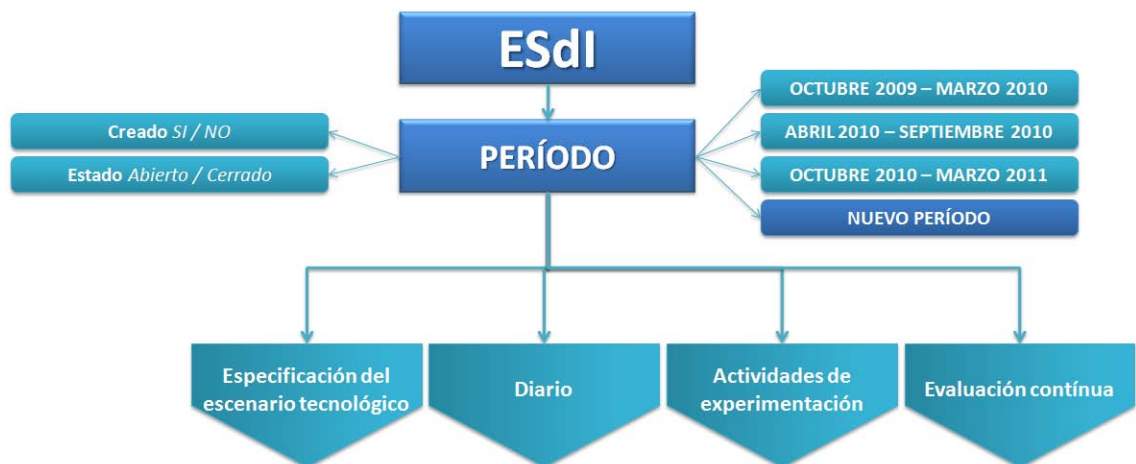 ESdI
Creado SI / NO
Estado Abierto / Cerrado
PERÍODO
OCTUBRE 2009 – MARZO 2010
ABRIL 2010 – SEPTIEMBRE 2010
OCTUBRE 2010 – MARZO 2011
NUEVO PERÍODO
Especificación del
escenario tecnológico
Diario
Actividades de
experimentación
Evaluación contínua